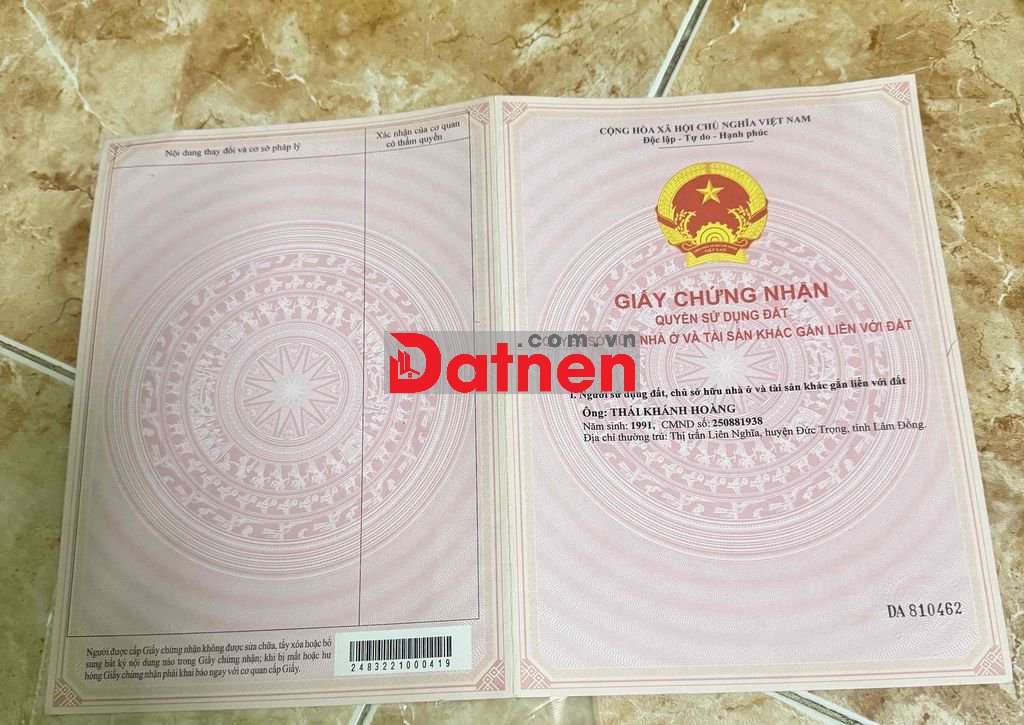 Nội dung thay đổi và cơ sở pháp lý
Xác nhận của cơ quan
có thẩm quyền
Người được cấp Giấy chứng nhận không được sửa chữa, tẩy xóa hoặc bổ
sung bất kỳ nội dung nào trong Giấy chứng nhận; khi bị mất hoặc hư
hỏng Giấy chứng nhận phải khai báo ngay với cơ quan cấp Giấy.
2483221000419
CỘNG HÒA XÃ HỘI CHỦ NGHĨA VIỆT NAM
Độc lập - Tự do - Hạnh phúc
VIỆT NAM
GIẤY CHỨNG NHẬN
QUYỀN SỬ DỤNG ĐẤT
NHÀ Ở VÀ TÀI SẢN KHÁC GẮN LIỀN VỚI ĐẤT
.com.vn
Datnen
I. Người sử dụng đất, chủ sở hữu nhà ở và tài sản khác gắn liền với đất
Ông: THÁI KHÁNH HOÀNG
Năm sinh: 1991, CMND số: 250881938
Địa chỉ thường trú: Thị trấn Liên Nghĩa, huyện Đức Trọng, tỉnh Lâm Đồng.
DA 810462